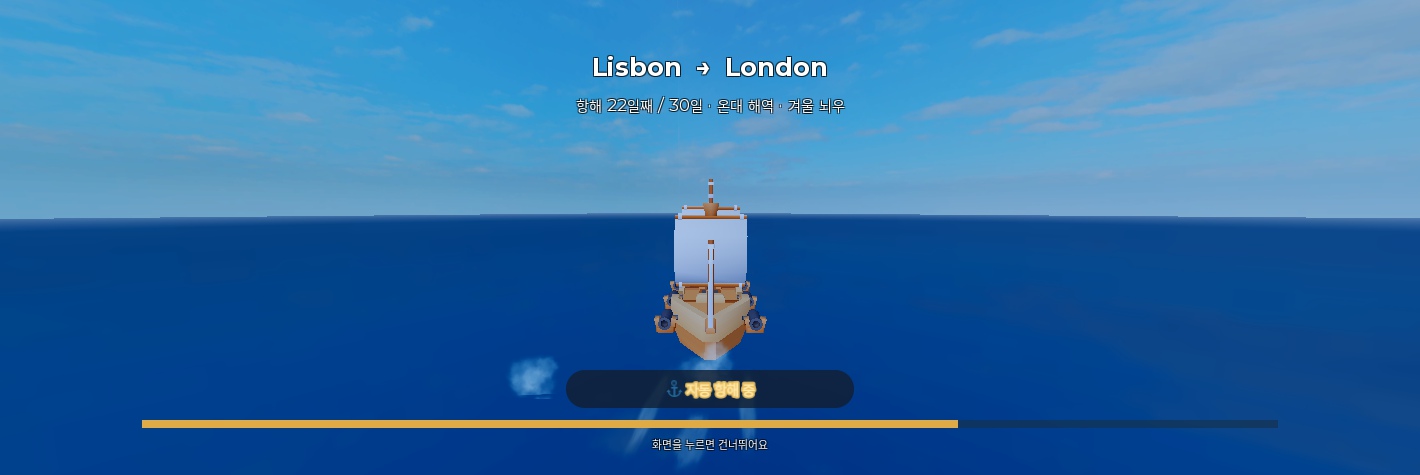 Lisbon → London
항해 22일째 / 30일 · 온대 해역 · 겨울 뇌우
⚓ 자동 항해 중
화면을 누르면 건너뛰어요